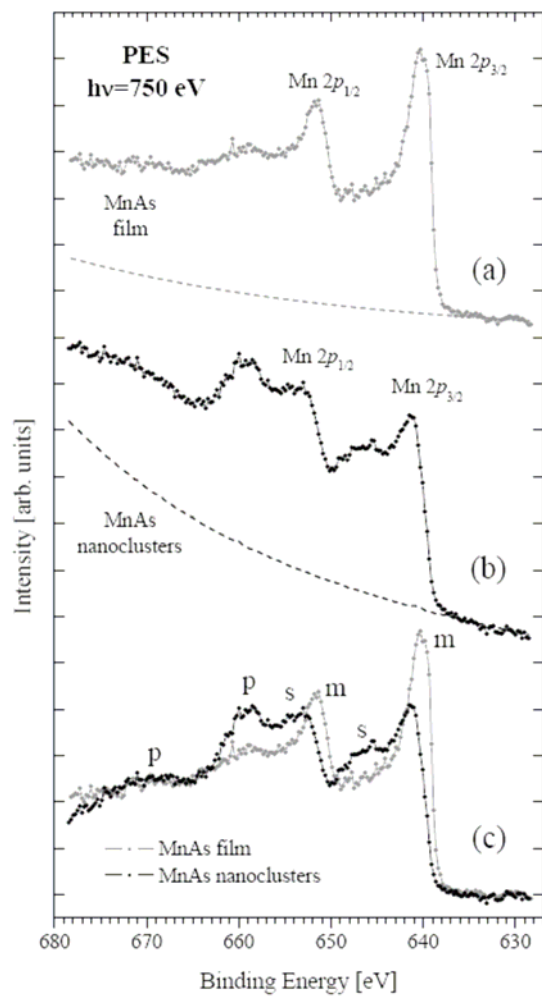 PES
hν=750 eV
Mn 2p1/2
Mn 2p3/2
MnAs
film
(a)
Mn 2p1/2
Mn 2p3/2
MnAs
nanoclusters
(b)
m
p
s
m
s
p
(c)
MnAs film
MnAs nanoclusters
680 670 660 650 640 630
Binding Energy [eV]
Intensity [arb. units]